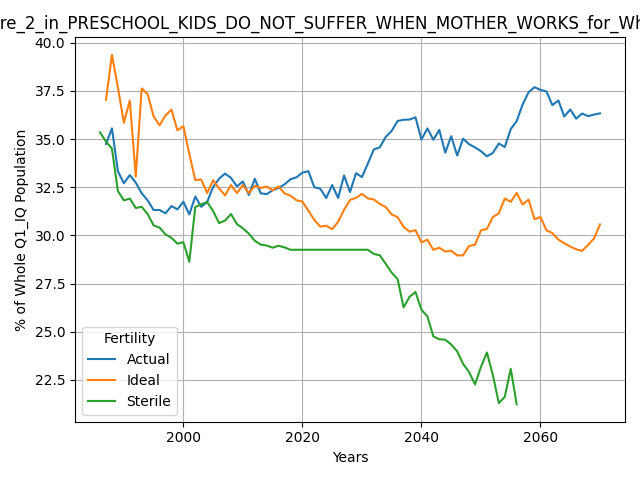 re_2_in_PRESCHOOL_KIDS_DO_NOT_SUFFER_WHEN_MOTHER_WORKS_for_Wh
40.0
37.5
35.0
32.5
30.0
27.5
25.0
22.5
% of Whole Q1_IQ Population
Fertility
Actual
Ideal
Sterile
2000
2020
2040
2060
Years